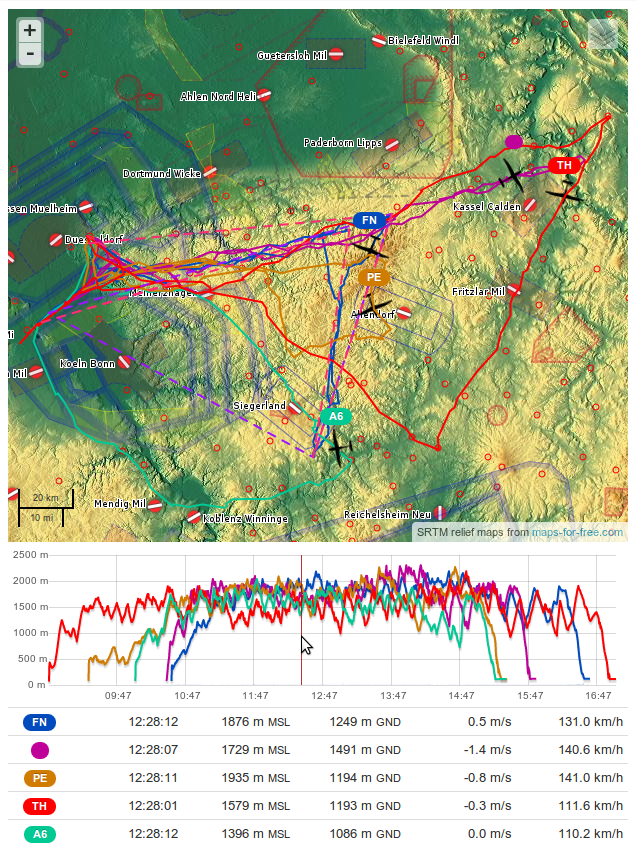 +
-
Bielefeld Windl
Guetersloh Mil
Ahlen Nord Heli
Paderborn Lipps
Dortmund Wicke
TH
Kassel Calden
ssen Muelheim
FN
PE
Fritzlar Mil
Koeln Bonn
n Mil
Siegerland
A6
20 km
10 mi
Mendig Mil
Koblenz Winninge
Reichelsheim Neu
SRTM relief maps from maps-for-free.com
2500 m
2000 m
1500 m
1000 m
500 m
0 m
09:47 10:47 11:47 12:47 13:47 14:47 15:47 16:47
FN 12:28:12 1876 m MSL 1249 m GND 0.5 m/s 131.0 km/h
12:28:07 1729 m MSL 1491 m GND -1.4 m/s 140.6 km/h
PE 12:28:11 1935 m MSL 1194 m GND -0.8 m/s 141.0 km/h
TH 12:28:01 1579 m MSL 1193 m GND -0.3 m/s 111.6 km/h
A6 12:28:12 1396 m MSL 1086 m GND 0.0 m/s 110.2 km/h